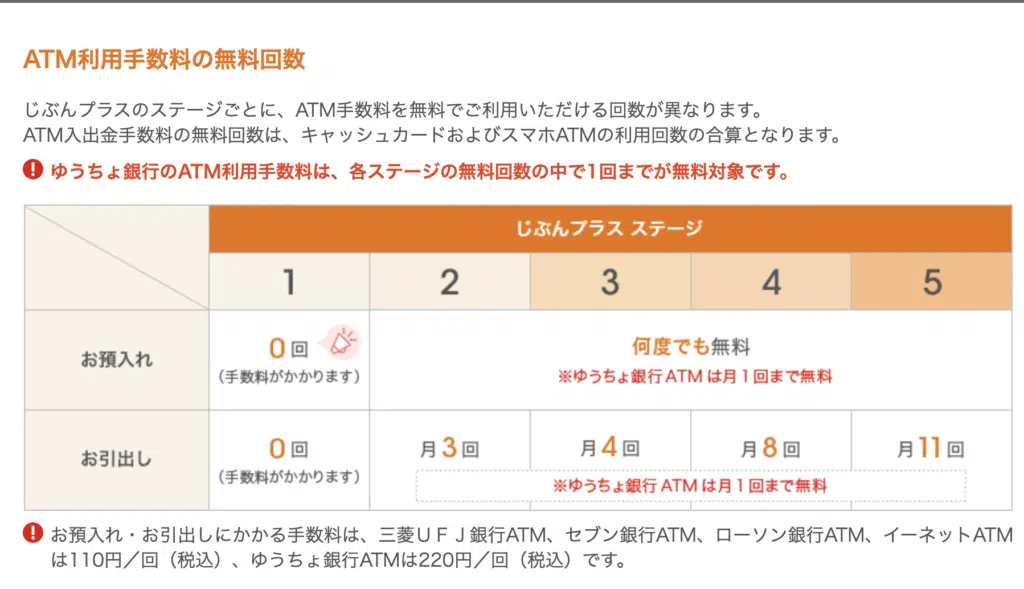 ATM利用手数料の無料回数
じぶんプラスのステージごとに、ATM手数料を無料でご利用いただける回数が異なります。
ATM入出金手数料の無料回数は、キャッシュカードおよびスマホATMの利用回数の合算となります。
ゆうちょ銀行のATM利用手数料は、各ステージの無料回数の中で1回までが無料対象です。
じぶんプラス ステージ
1 2 3 4 5
お預入れ
0回
（手数料がかかります）
何度でも無料
※ゆうちょ銀行ATMは月1回まで無料
お引出し
0回
（手数料がかかります）
月3回 月4回 月8回 月11回
※ゆうちょ銀行ATMは月1回まで無料
お預入れ・お引出しにかかる手数料は、三菱ＵＦＪ銀行ATM、セブン銀行ATM、ローソン銀行ATM、イーネットATM
は110円／回（税込）、ゆうちょ銀行ATMは220円／回（税込）です。